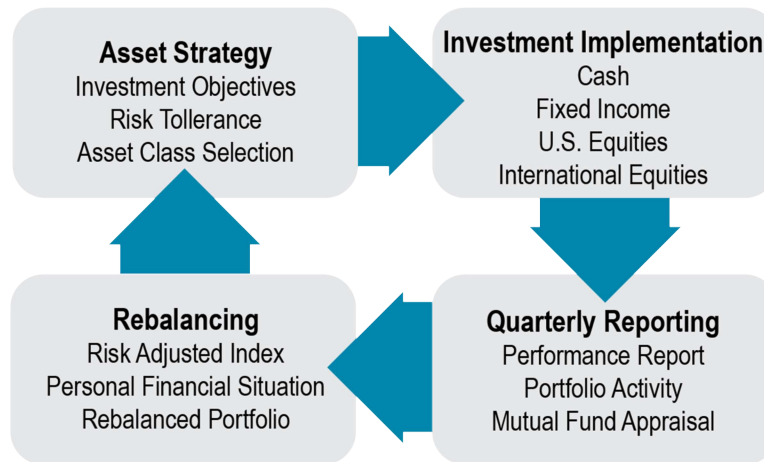 Asset Strategy
Investment Objectives
Risk Tollerance
Asset Class Selection
Investment Implementation
Cash
Fixed Income
U.S. Equities
International Equities
Rebalancing
Risk Adjusted Index
Personal Financial Situation
Rebalanced Portfolio
Quarterly Reporting
Performance Report
Portfolio Activity
Mutual Fund Appraisal